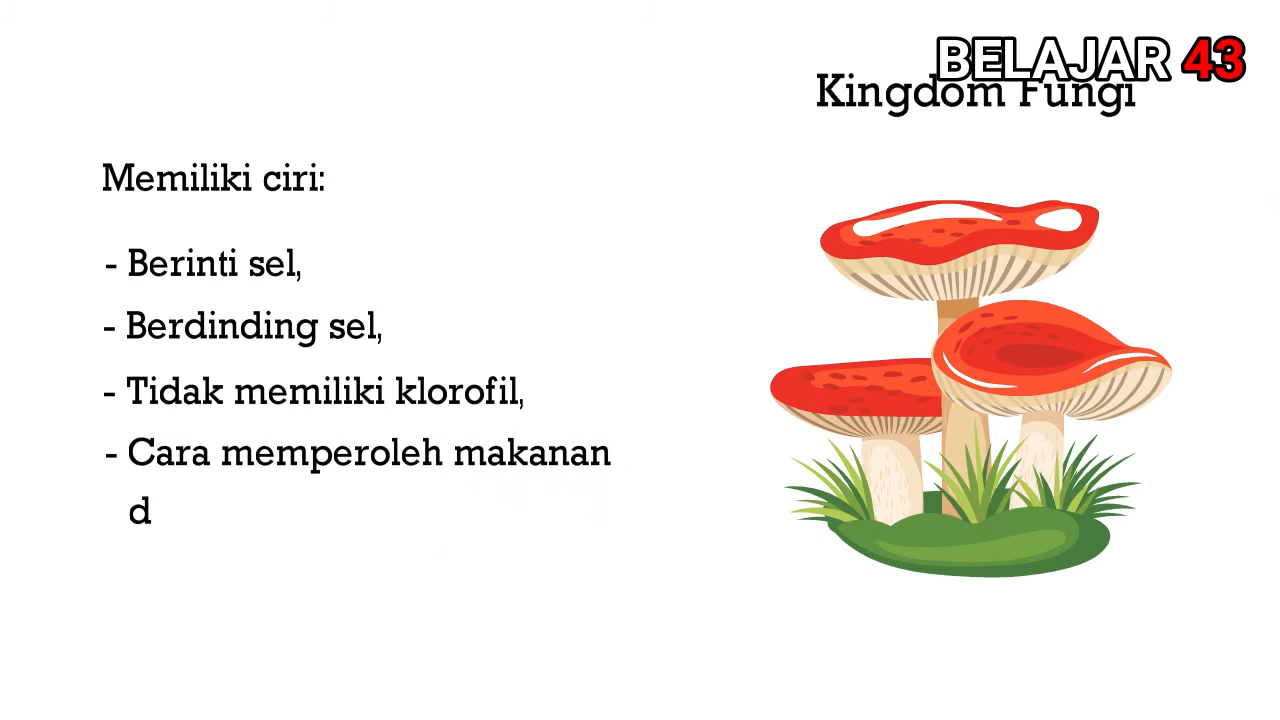 BELAJAR 43
Kingdom Fungi
Memiliki ciri:
- Berinti sel,
- Berdinding sel,
- Tidak memiliki klorofil,
- Cara memperoleh makanan
d